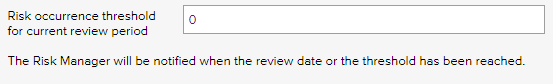 Risk occurrence threshold
for current review period
0
The Risk Manager will be notified when the review date or the threshold has been reached.